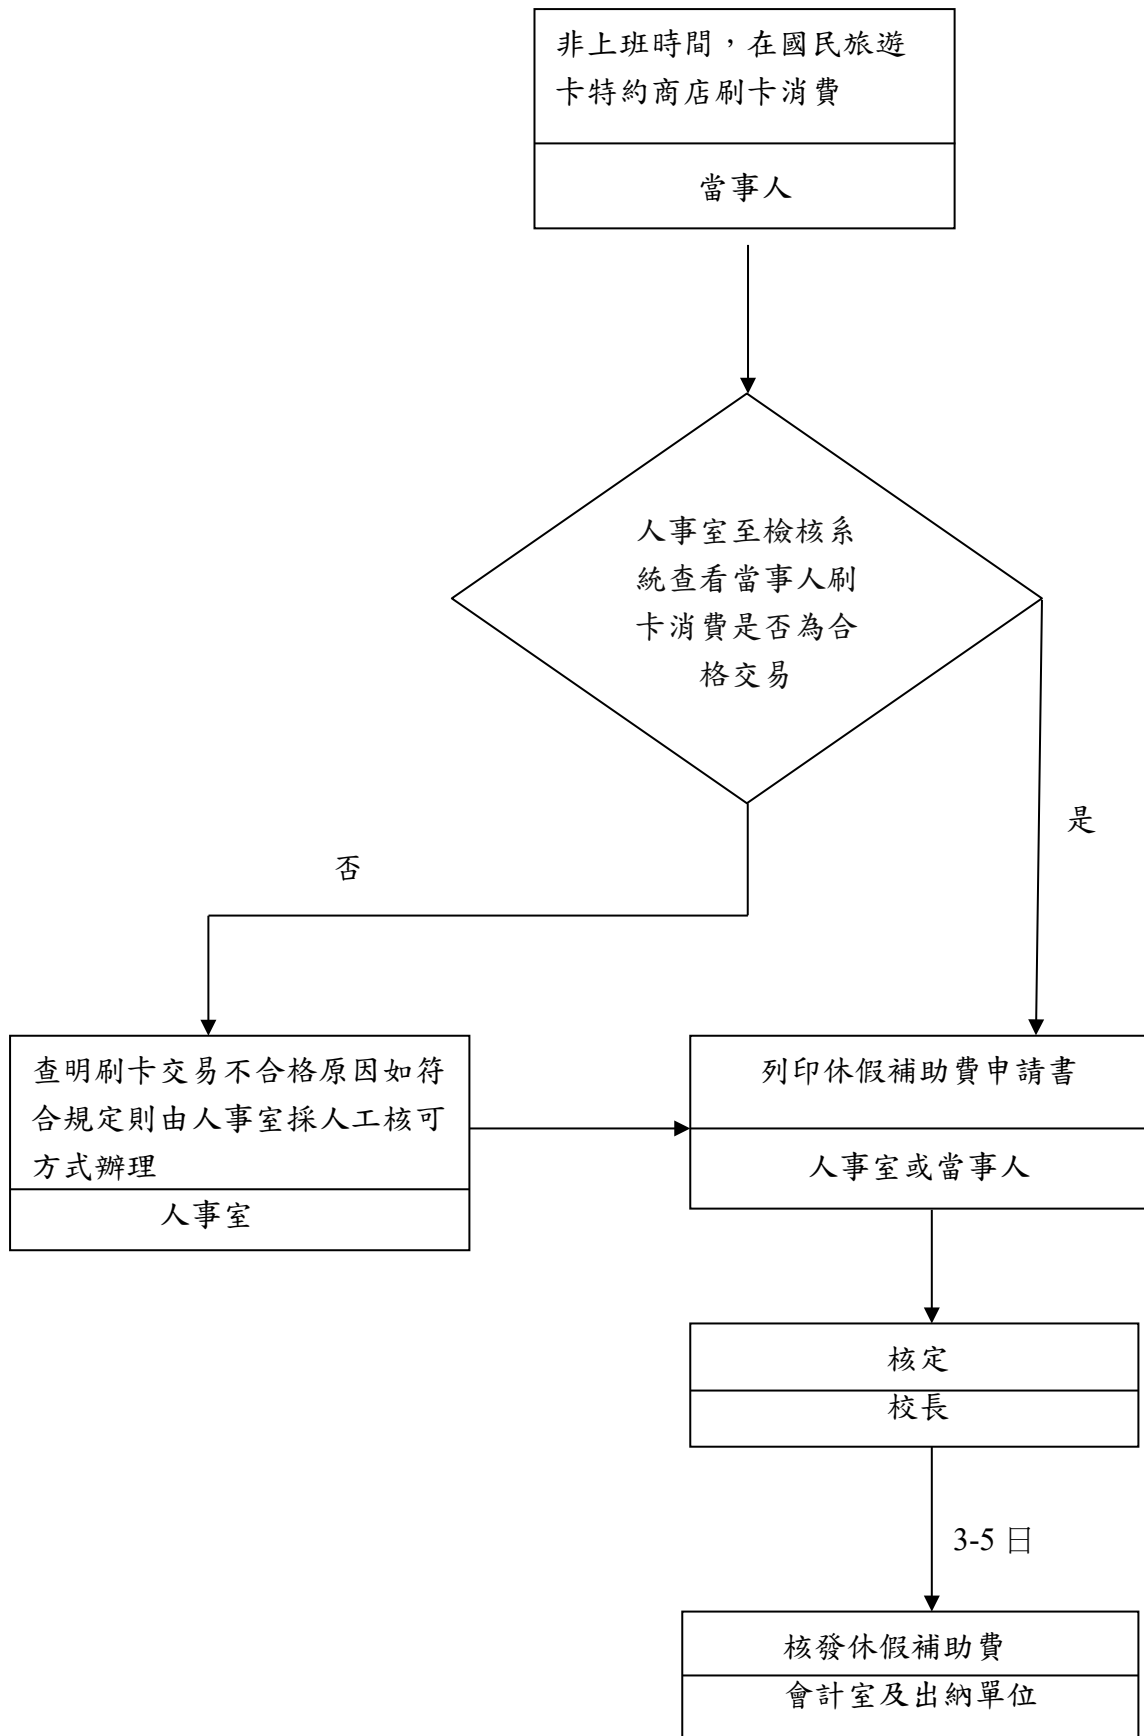 非上班時間，在國民旅遊
卡特約商店刷卡消費
當事人
人事室至檢核系
統查看當事人刷
卡消費是否為合
格交易
是
否
查明刷卡交易不合格原因如符
合規定則由人事室採人工核可
方式辦理
人事室
列印休假補助費申請書
人事室或當事人
核定
校長
3-5 日
核發休假補助費
會計室及出納單位